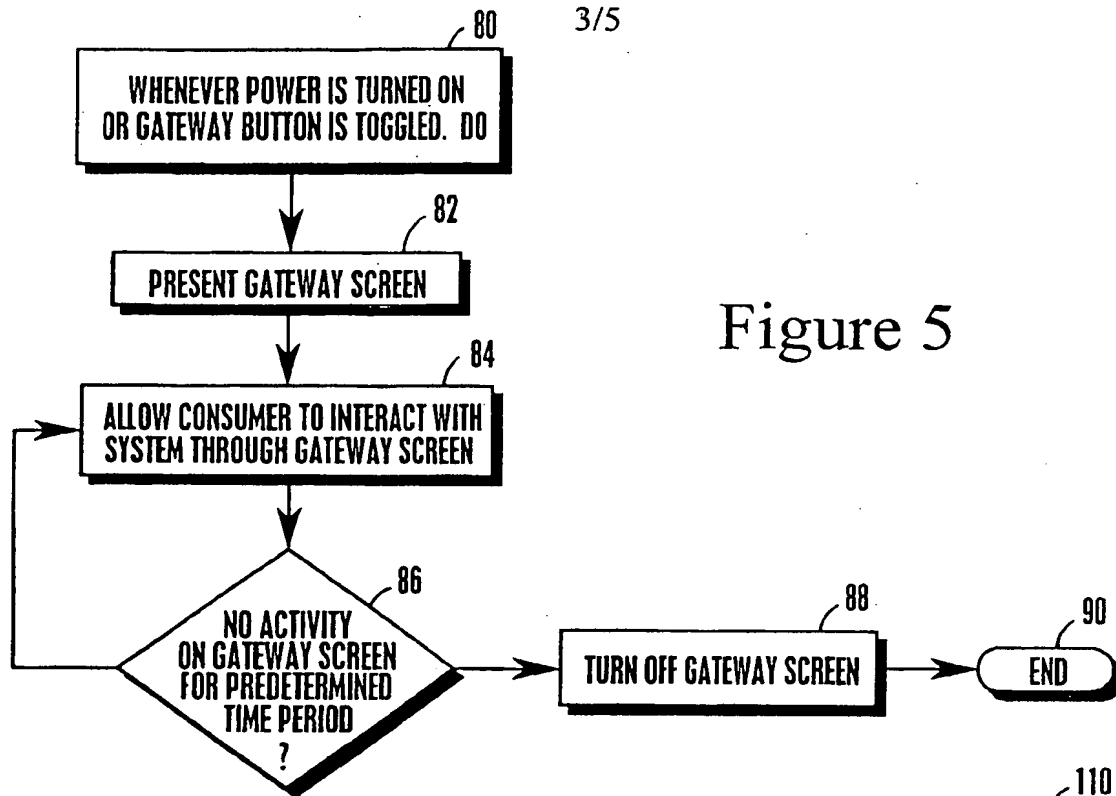 3/5
80
WHENEVER POWER IS TURNED ON
OR GATEWAY BUTTON IS TOGGLED. DO
82
PRESENT GATEWAY SCREEN
84
ALLOW CONSUMER TO INTERACT WITH
SYSTEM THROUGH GATEWAY SCREEN
Figure 5
86
NO ACTIVITY
ON GATEWAY SCREEN
FOR PREDETERMINED
TIME PERIOD
?
88
TURN OFF GATEWAY SCREEN
90
END
110